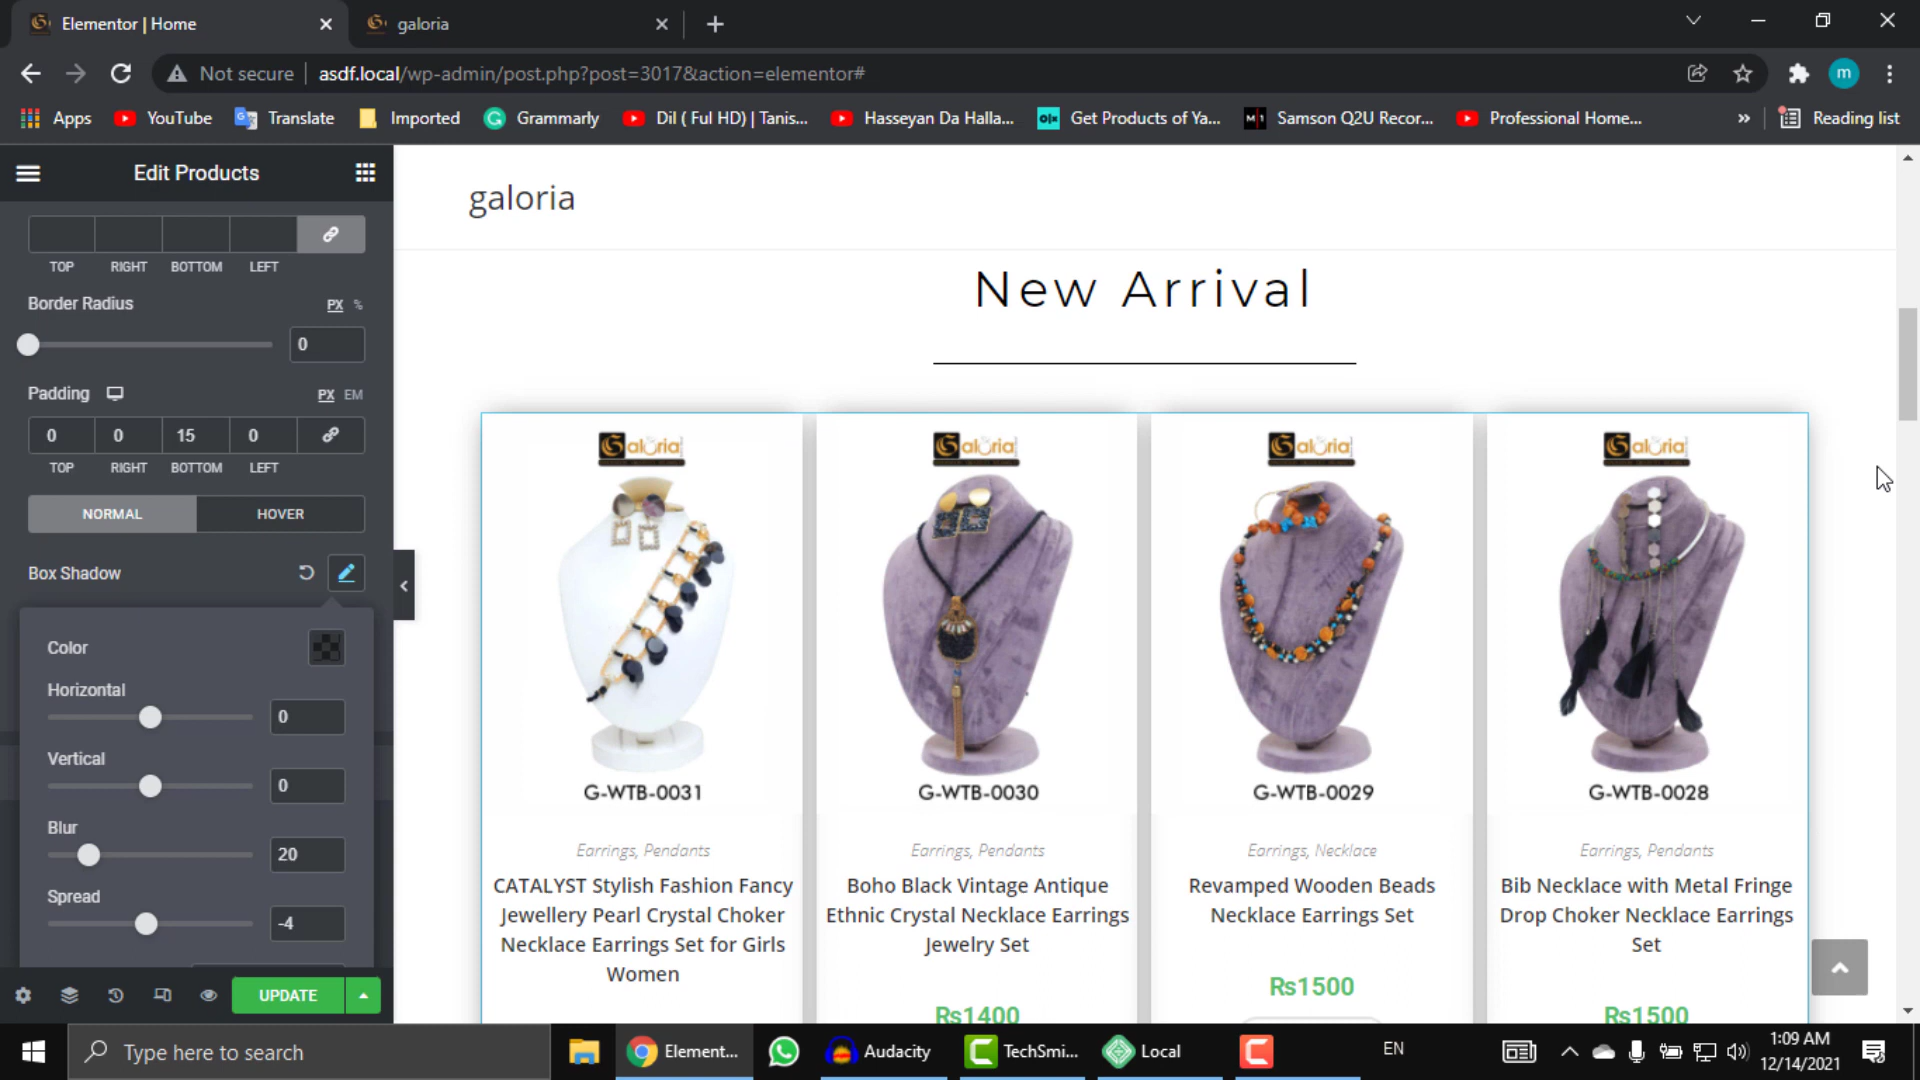 Elementor | Home
galoria
Not secure
asdf.local/wp-admin/post.php?post=3017&action=elementor#
Apps
YouTube
Translate
Imported
Grammarly
Dil ( Ful HD) | Tanis...
Hasseyan Da Halla...
Get Products of Ya...
Samson Q2U Recor...
Professional Home...
»
Reading list
Edit Products
TOP RIGHT BOTTOM LEFT
Border Radius PX %
0
Padding PX EM
0 0 15 0
TOP RIGHT BOTTOM LEFT
NORMAL HOVER
Box Shadow
Color
Horizontal
0
Vertical
0
Blur
20
Spread
-4
UPDATE
galoria
New Arrival
Galoria
Galoria
Galoria
Galoria
G-WTB-0031
G-WTB-0030
G-WTB-0029
G-WTB-0028
Earrings, Pendants
CATALYST Stylish Fashion Fancy
Jewellery Pearl Crystal Choker
Necklace Earrings Set for Girls
Women
Earrings, Pendants
Boho Black Vintage Antique
Ethnic Crystal Necklace Earrings
Jewelry Set
₨1400
Earrings, Necklace
Revamped Wooden Beads
Necklace Earrings Set
₨1500
Earrings, Pendants
Bib Necklace with Metal Fringe
Drop Choker Necklace Earrings
Set
₨1500
Type here to search
Element...
Audacity
TechSmi...
Local
EN
1:09 AM
12/14/2021